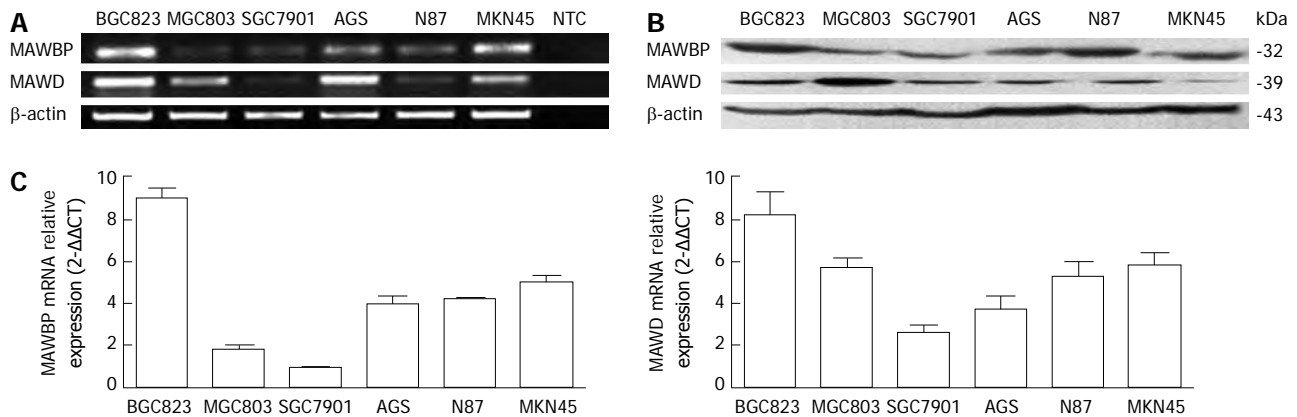 A
BGC823 MGC803 SGC7901 AGS N87 MKN45 NTC
MAWBP
MAWD
β-actin
B
BGC823 MGC803 SGC7901 AGS N87 MKN45 kDa
MAWBP -32
MAWD -39
β-actin -43
C
MAWBP mRNA relative
expression (2-ΔΔCT)
10
8
6
4
2
0
BGC823 MGC803 SGC7901 AGS N87 MKN45
MAWD mRNA relative
expression (2-ΔΔCT)
10
8
6
4
2
0
BGC823 MGC803 SGC7901 AGS N87 MKN45